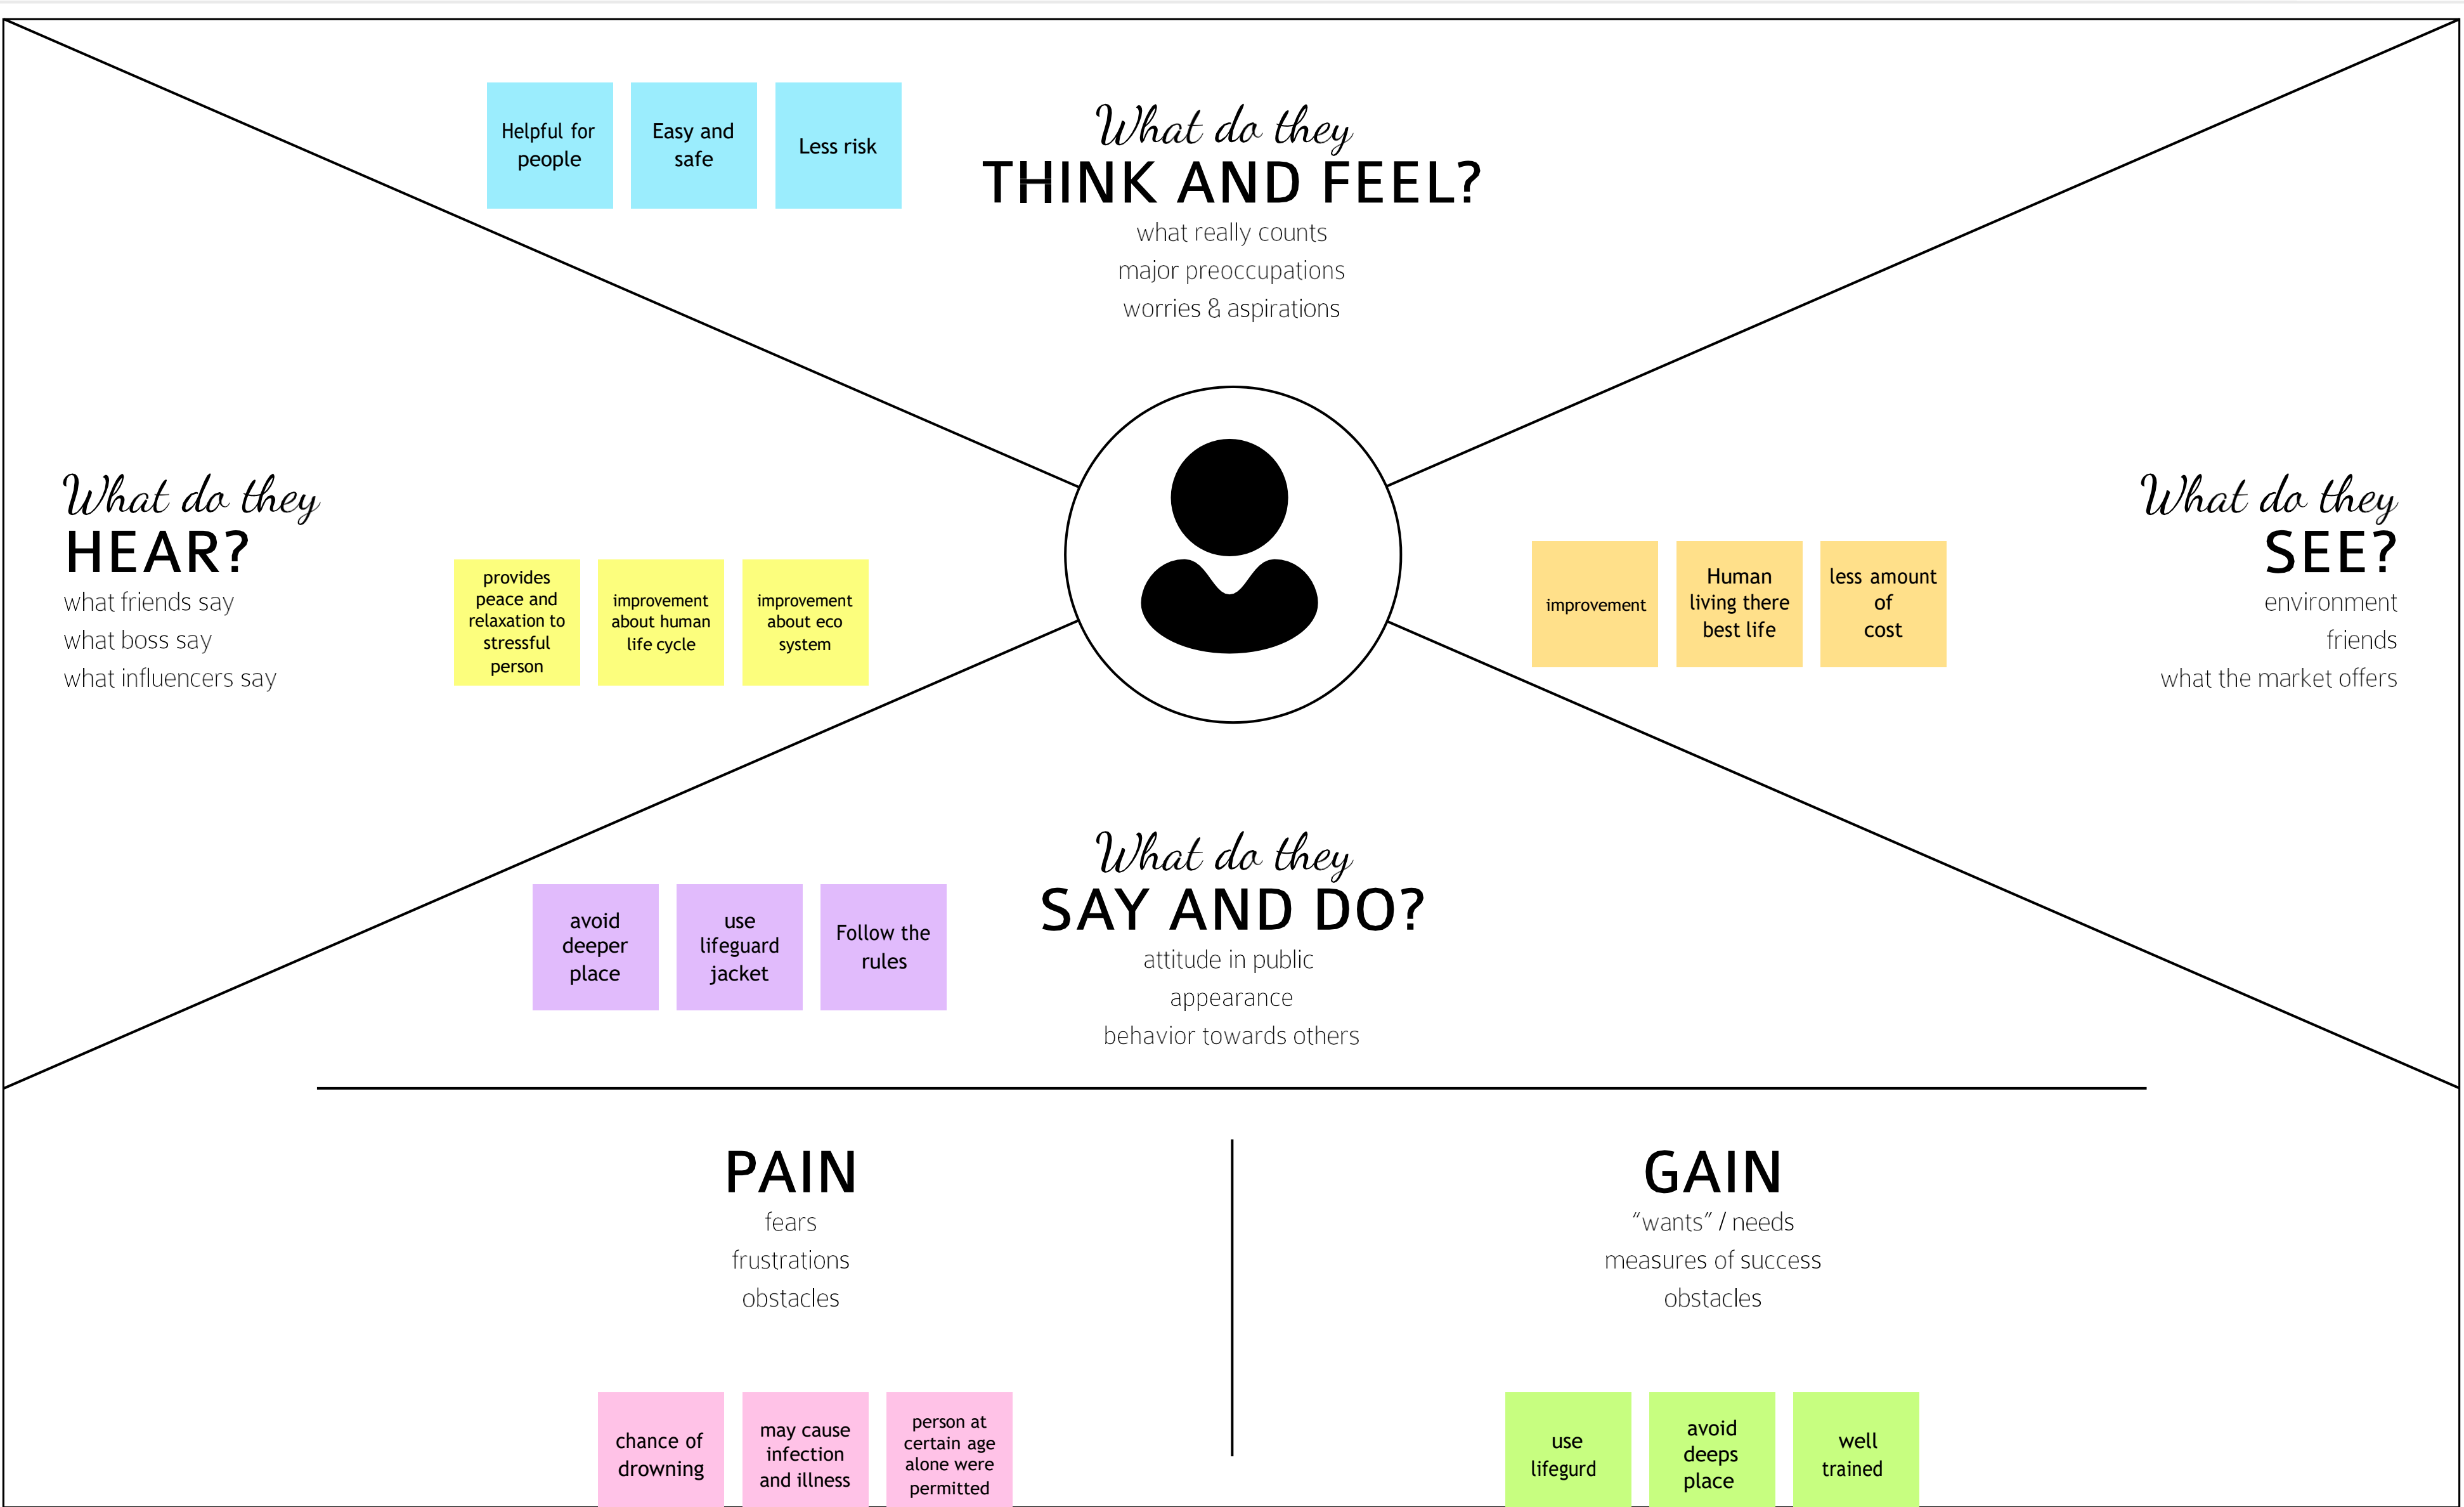 Helpful for
people
Easy and
safe
Less risk
What do they
THINK AND FEEL?
what really counts
major preoccupations
worries & aspirations
What do they
HEAR?
what friends say
what boss say
what influencers say
provides
peace and
relaxation to
stressful
person
improvement
about human
life cycle
improvement
about eco
system
improvement
Human
living there
best life
less amount
of
cost
What do they
SEE?
environment
friends
what the market offers
avoid
deeper
place
use
lifeguard
jacket
Follow the
rules
What do they
SAY AND DO?
attitude in public
appearance
behavior towards others
PAIN
fears
frustrations
obstacles
chance of
drowning
may cause
infection
and illness
person at
certain age
alone were
permitted
GAIN
“wants” / needs
measures of success
obstacles
use
lifegurd
avoid
deeps
place
well
trained